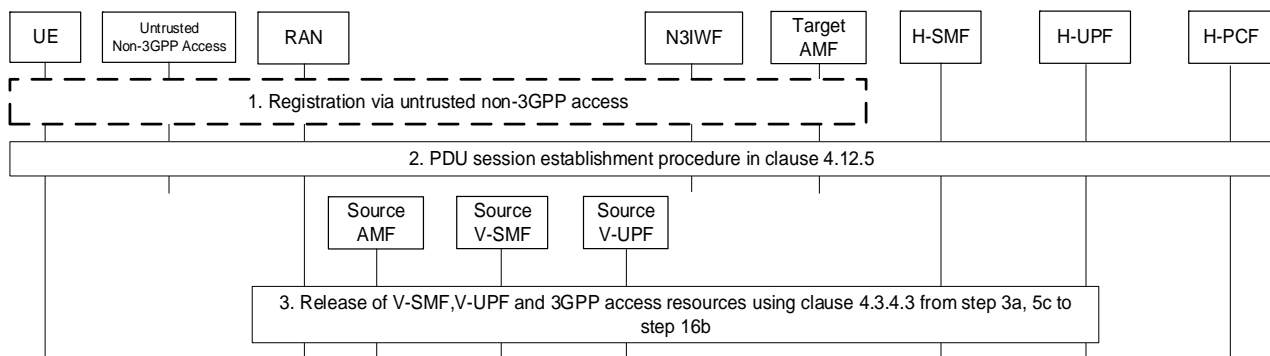 UE
Untrusted
Non-3GPP Access
RAN
N3IWF
Target
AMF
H-SMF
H-UPF
H-PCF
1. Registration via untrusted non-3GPP access
2. PDU session establishment procedure in clause 4.12.5
Source
AMF
Source
V-SMF
Source
V-UPF
3. Release of V-SMF,V-UPF and 3GPP access resources using clause 4.3.4.3 from step 3a, 5c to
step 16b